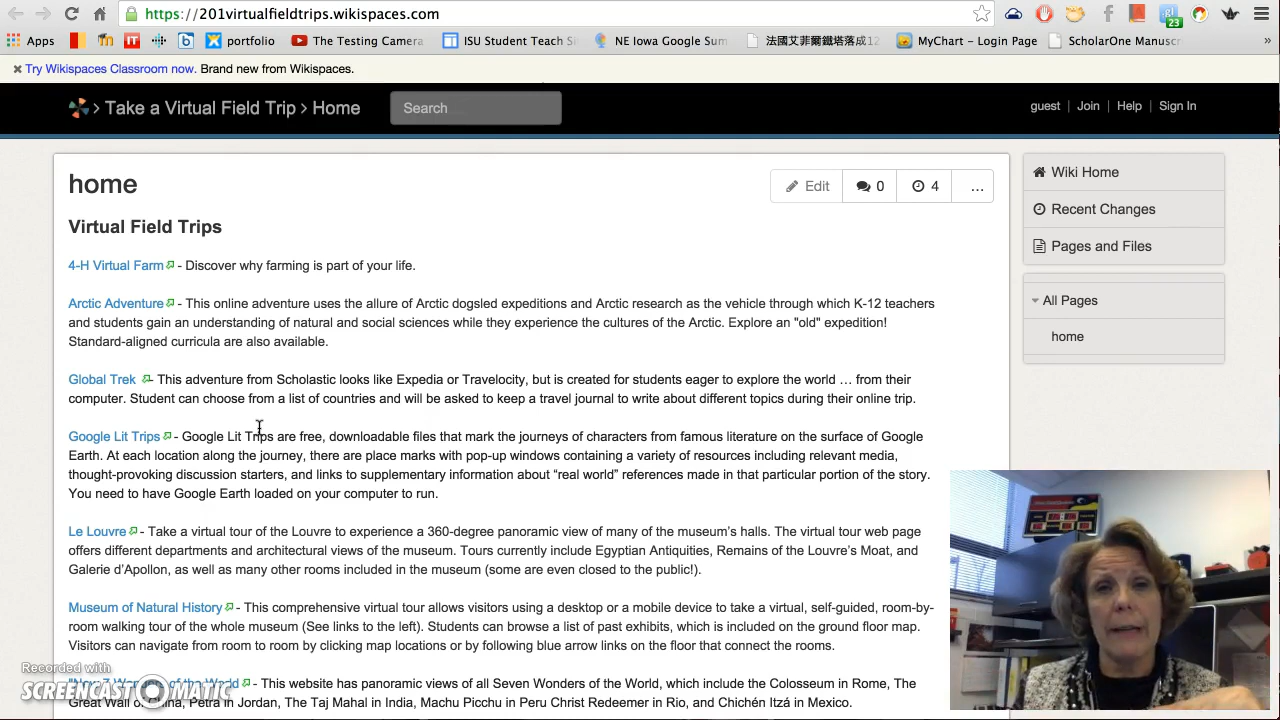 https://201virtualfieldtrips.wikispaces.com
23
Apps
portfolio
The Testing Camera
ISU Student Teach Si
NE Iowa Google Sum
法國艾菲爾鐵塔落成12
MyChart - Login Page
ScholarOne Manuscr
»
Try Wikispaces Classroom now. Brand new from Wikispaces.
Take a Virtual Field Trip › Home
Search
guest | Join | Help | Sign In
home
Edit
0
4
...
Wiki Home
Recent Changes
Pages and Files
All Pages
home
Virtual Field Trips
4-H Virtual Farm - Discover why farming is part of your life.
Arctic Adventure - This online adventure uses the allure of Arctic dogsled expeditions and Arctic research as the vehicle through which K-12 teachers
and students gain an understanding of natural and social sciences while they experience the cultures of the Arctic. Explore an "old" expedition!
Standard-aligned curricula are also available.
Global Trek - This adventure from Scholastic looks like Expedia or Travelocity, but is created for students eager to explore the world … from their
computer. Student can choose from a list of countries and will be asked to keep a travel journal to write about different topics during their online trip.
Google Lit Trips - Google Lit Trips are free, downloadable files that mark the journeys of characters from famous literature on the surface of Google
Earth. At each location along the journey, there are place marks with pop-up windows containing a variety of resources including relevant media,
thought-provoking discussion starters, and links to supplementary information about “real world” references made in that particular portion of the story.
You need to have Google Earth loaded on your computer to run.
Le Louvre - Take a virtual tour of the Louvre to experience a 360-degree panoramic view of many of the museum’s halls. The virtual tour web page
offers different departments and architectural views of the museum. Tours currently include Egyptian Antiquities, Remains of the Louvre’s Moat, and
Galerie d’Apollon, as well as many other rooms included in the museum (some are even closed to the public!).
Museum of Natural History - This comprehensive virtual tour allows visitors using a desktop or a mobile device to take a virtual, self-guided, room-by-
room walking tour of the whole museum (See links to the left). Students can browse a list of past exhibits, which is included on the ground floor map.
Visitors can navigate from room to room by clicking map locations or by following blue arrow links on the floor that connect the rooms.
Recorded with
SCREENCAST-O-MATIC
of the World - This website has panoramic views of all Seven Wonders of the World, which include the Colosseum in Rome, The
Great Wall of China, Petra in Jordan, The Taj Mahal in India, Machu Picchu in Peru Christ Redeemer in Rio, and Chichén Itzá in Mexico.